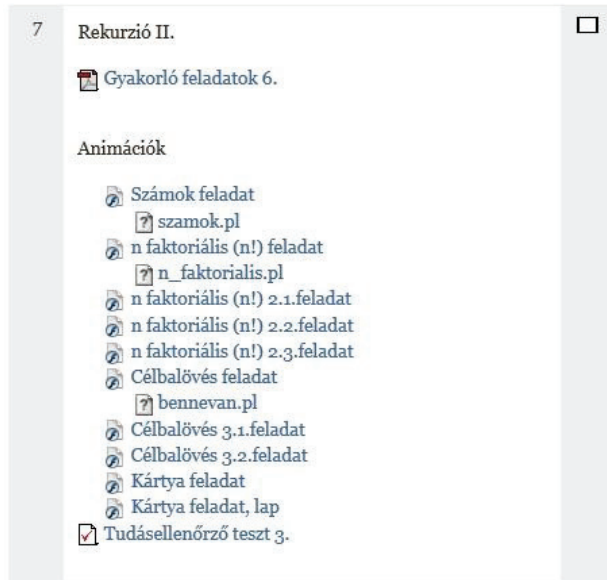 7 Rekurzió II.
Gyakorló feladatok 6.
Animációk
Számok feladat
szamok.pl
n faktoriális (n!) feladat
n_faktorialis.pl
n faktoriális (n!) 2.1.feladat
n faktoriális (n!) 2.2.feladat
n faktoriális (n!) 2.3.feladat
Célbalövés feladat
bennevan.pl
Célbalövés 3.1.feladat
Célbalövés 3.2.feladat
Kártya feladat
Kártya feladat, lap
Tudásellenőrző teszt 3.